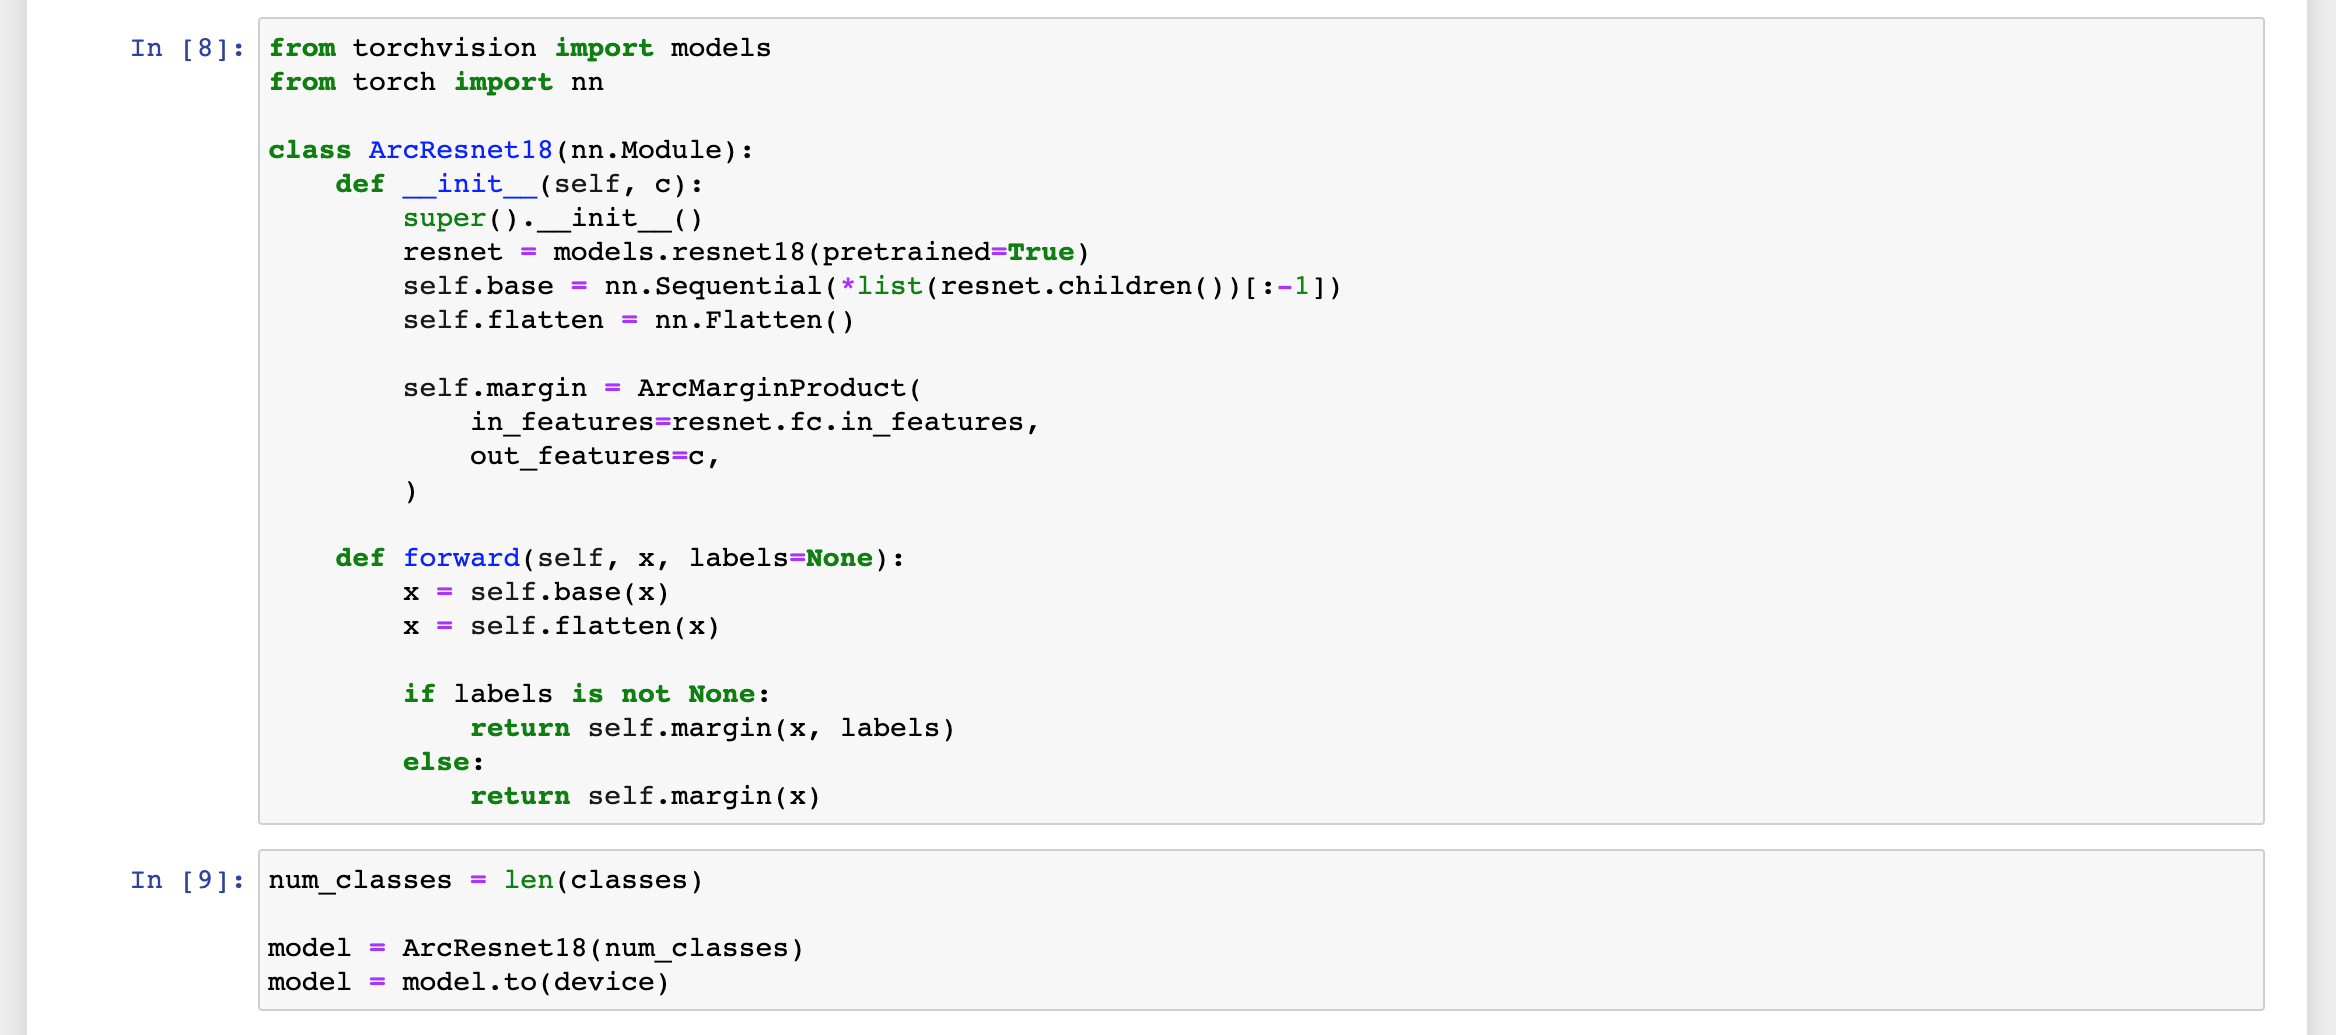 In [8]:
from torchvision import models
from torch import nn

class ArcResnet18(nn.Module):
    def __init__(self, c):
        super().__init__()
        resnet = models.resnet18(pretrained=True)
        self.base = nn.Sequential(*list(resnet.children())[:-1])
        self.flatten = nn.Flatten()

        self.margin = ArcMarginProduct(
            in_features=resnet.fc.in_features,
            out_features=c,
        )

    def forward(self, x, labels=None):
        x = self.base(x)
        x = self.flatten(x)

        if labels is not None:
            return self.margin(x, labels)
        else:
            return self.margin(x)

In [9]:
num_classes = len(classes)

model = ArcResnet18(num_classes)
model = model.to(device)